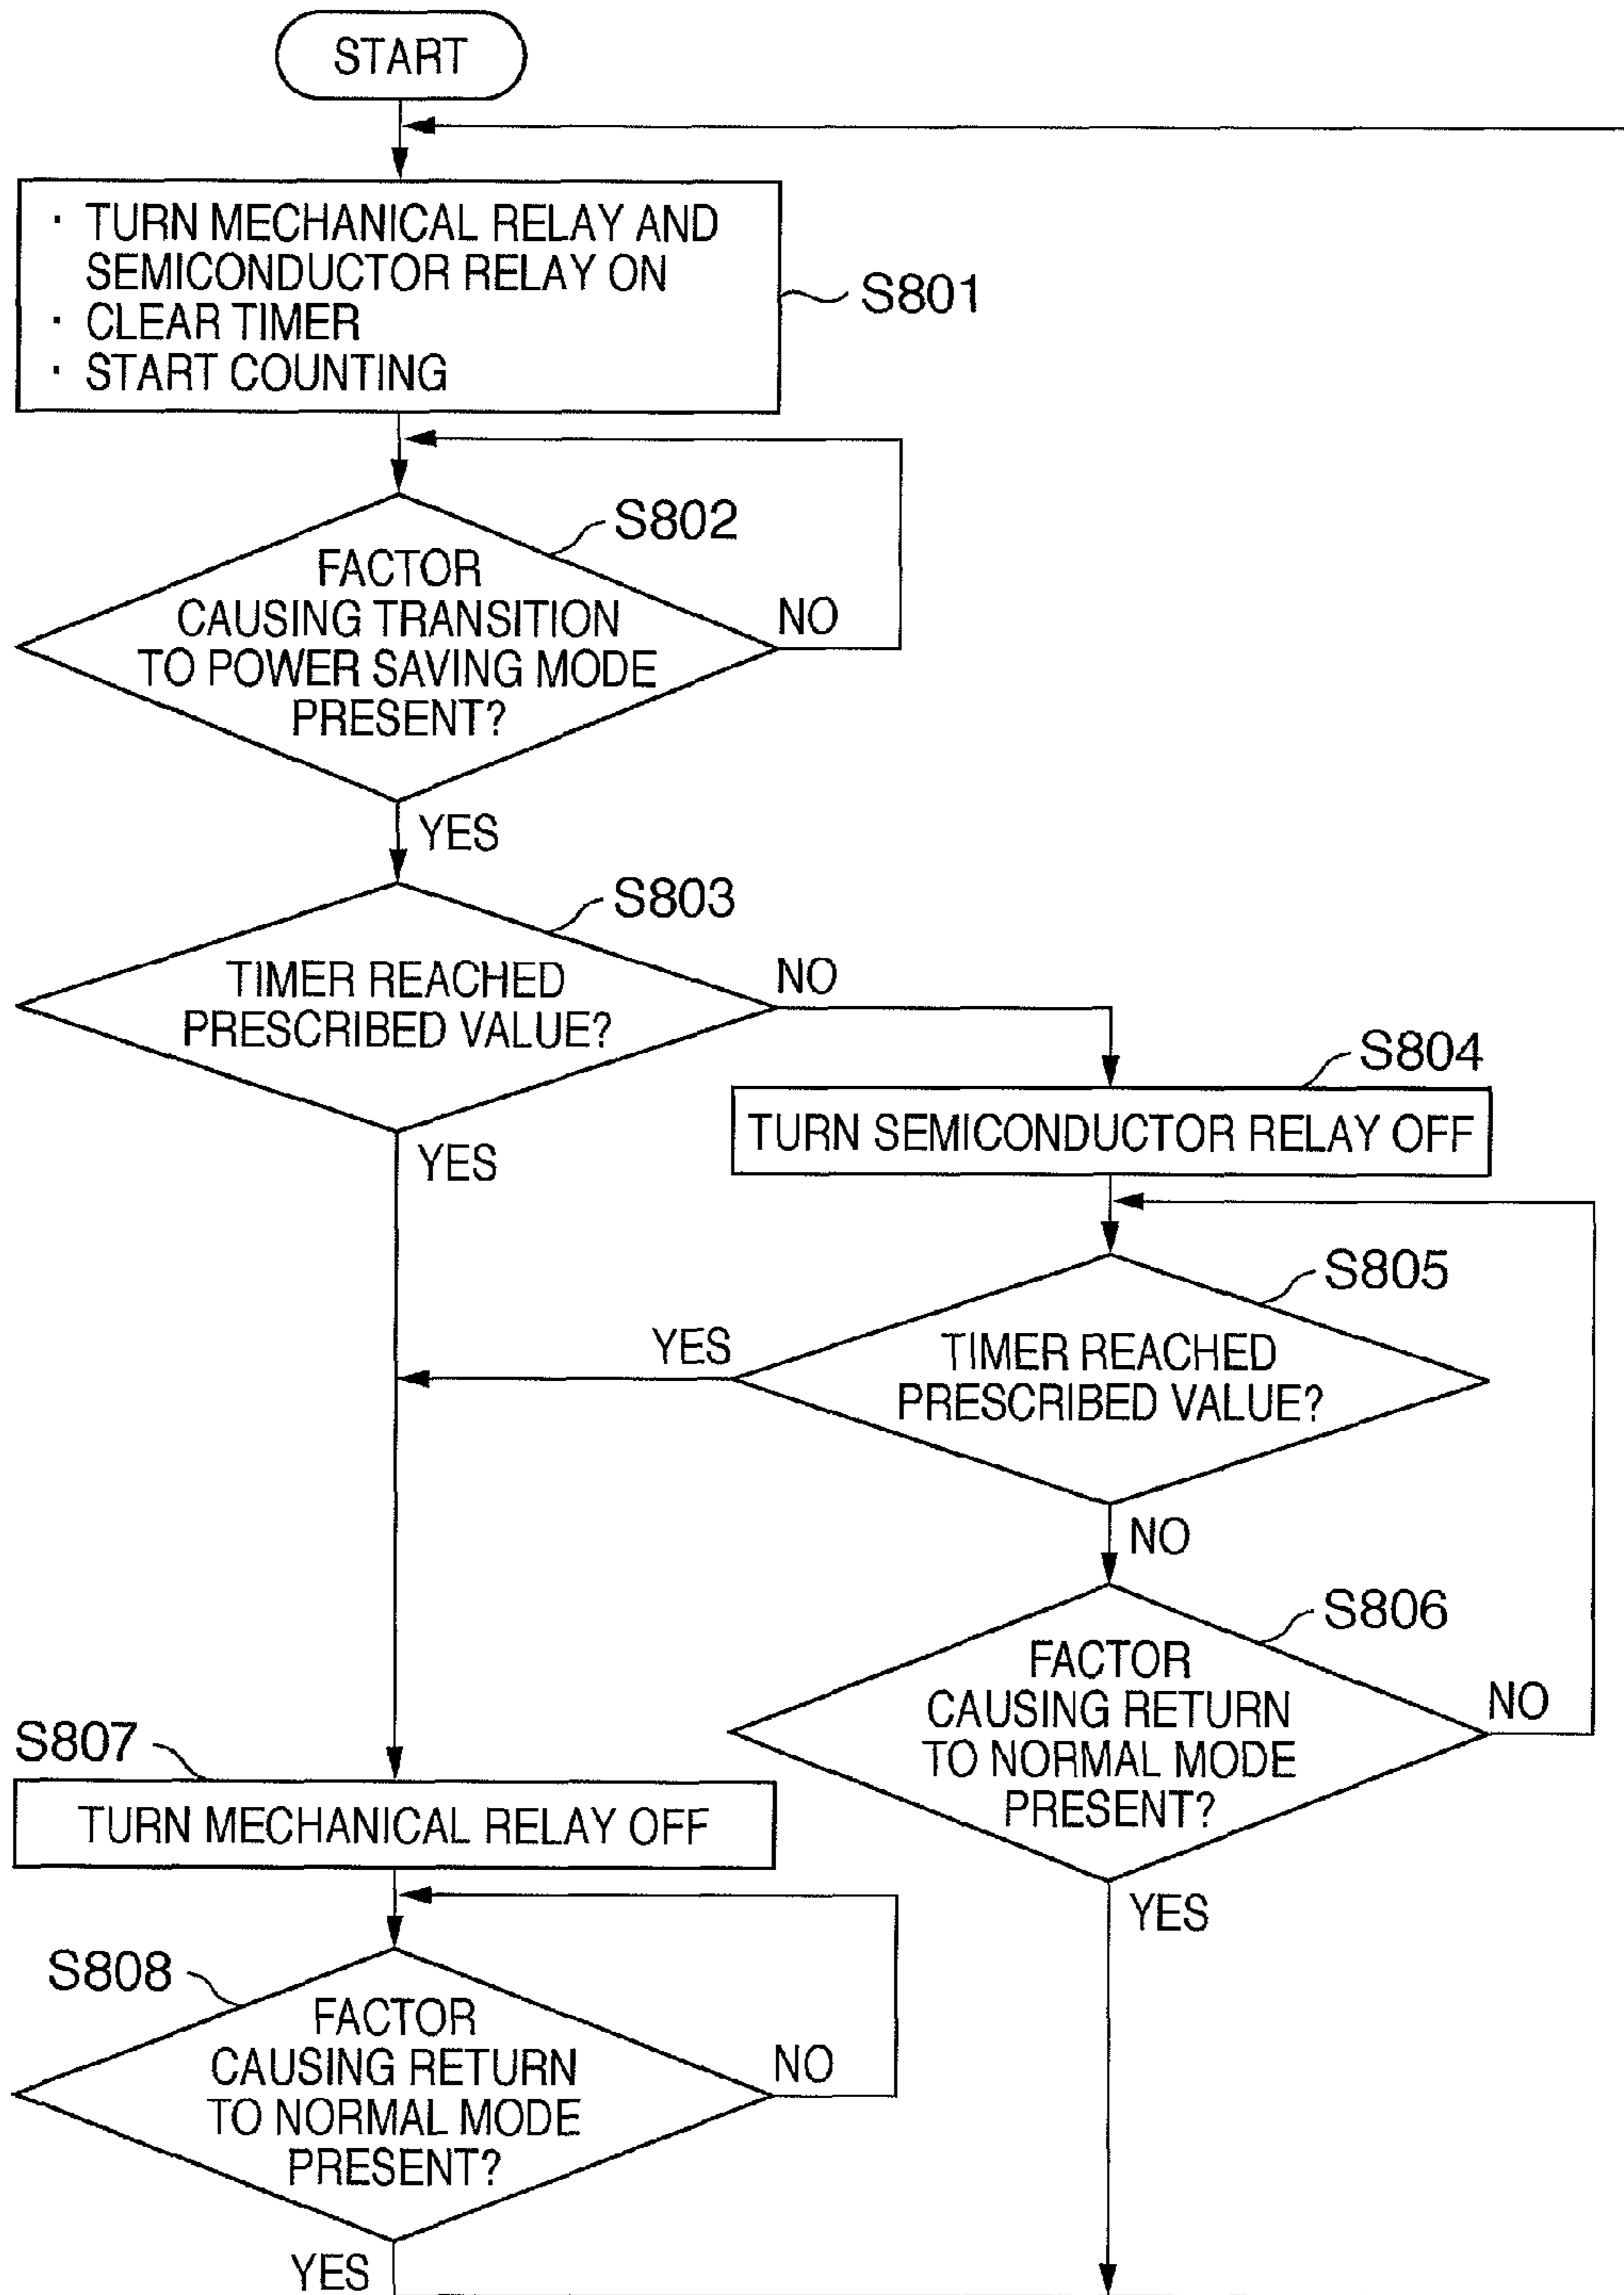 START
· TURN MECHANICAL RELAY AND
SEMICONDUCTOR RELAY ON
· CLEAR TIMER
· START COUNTING
S801
S802
FACTOR
CAUSING TRANSITION
TO POWER SAVING MODE
PRESENT?
NO
YES
S803
TIMER REACHED
PRESCRIBED VALUE?
NO
YES
S804
TURN SEMICONDUCTOR RELAY OFF
S805
TIMER REACHED
PRESCRIBED VALUE?
YES
NO
S806
FACTOR
CAUSING RETURN
TO NORMAL MODE
PRESENT?
NO
YES
S807
TURN MECHANICAL RELAY OFF
S808
FACTOR
CAUSING RETURN
TO NORMAL MODE
PRESENT?
NO
YES